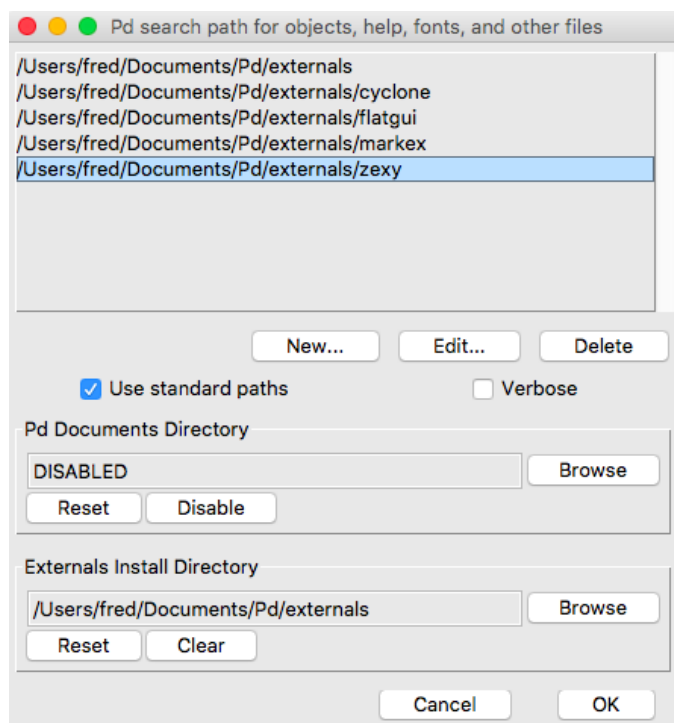 Pd search path for objects, help, fonts, and other files
/Users/fred/Documents/Pd/externals
/Users/fred/Documents/Pd/externals/cyclone
/Users/fred/Documents/Pd/externals/flatgui
/Users/fred/Documents/Pd/externals/markex
/Users/fred/Documents/Pd/externals/zexy
New... Edit... Delete
Use standard paths Verbose
Pd Documents Directory
DISABLED Browse
Reset Disable
Externals Install Directory
/Users/fred/Documents/Pd/externals Browse
Reset Clear
Cancel OK